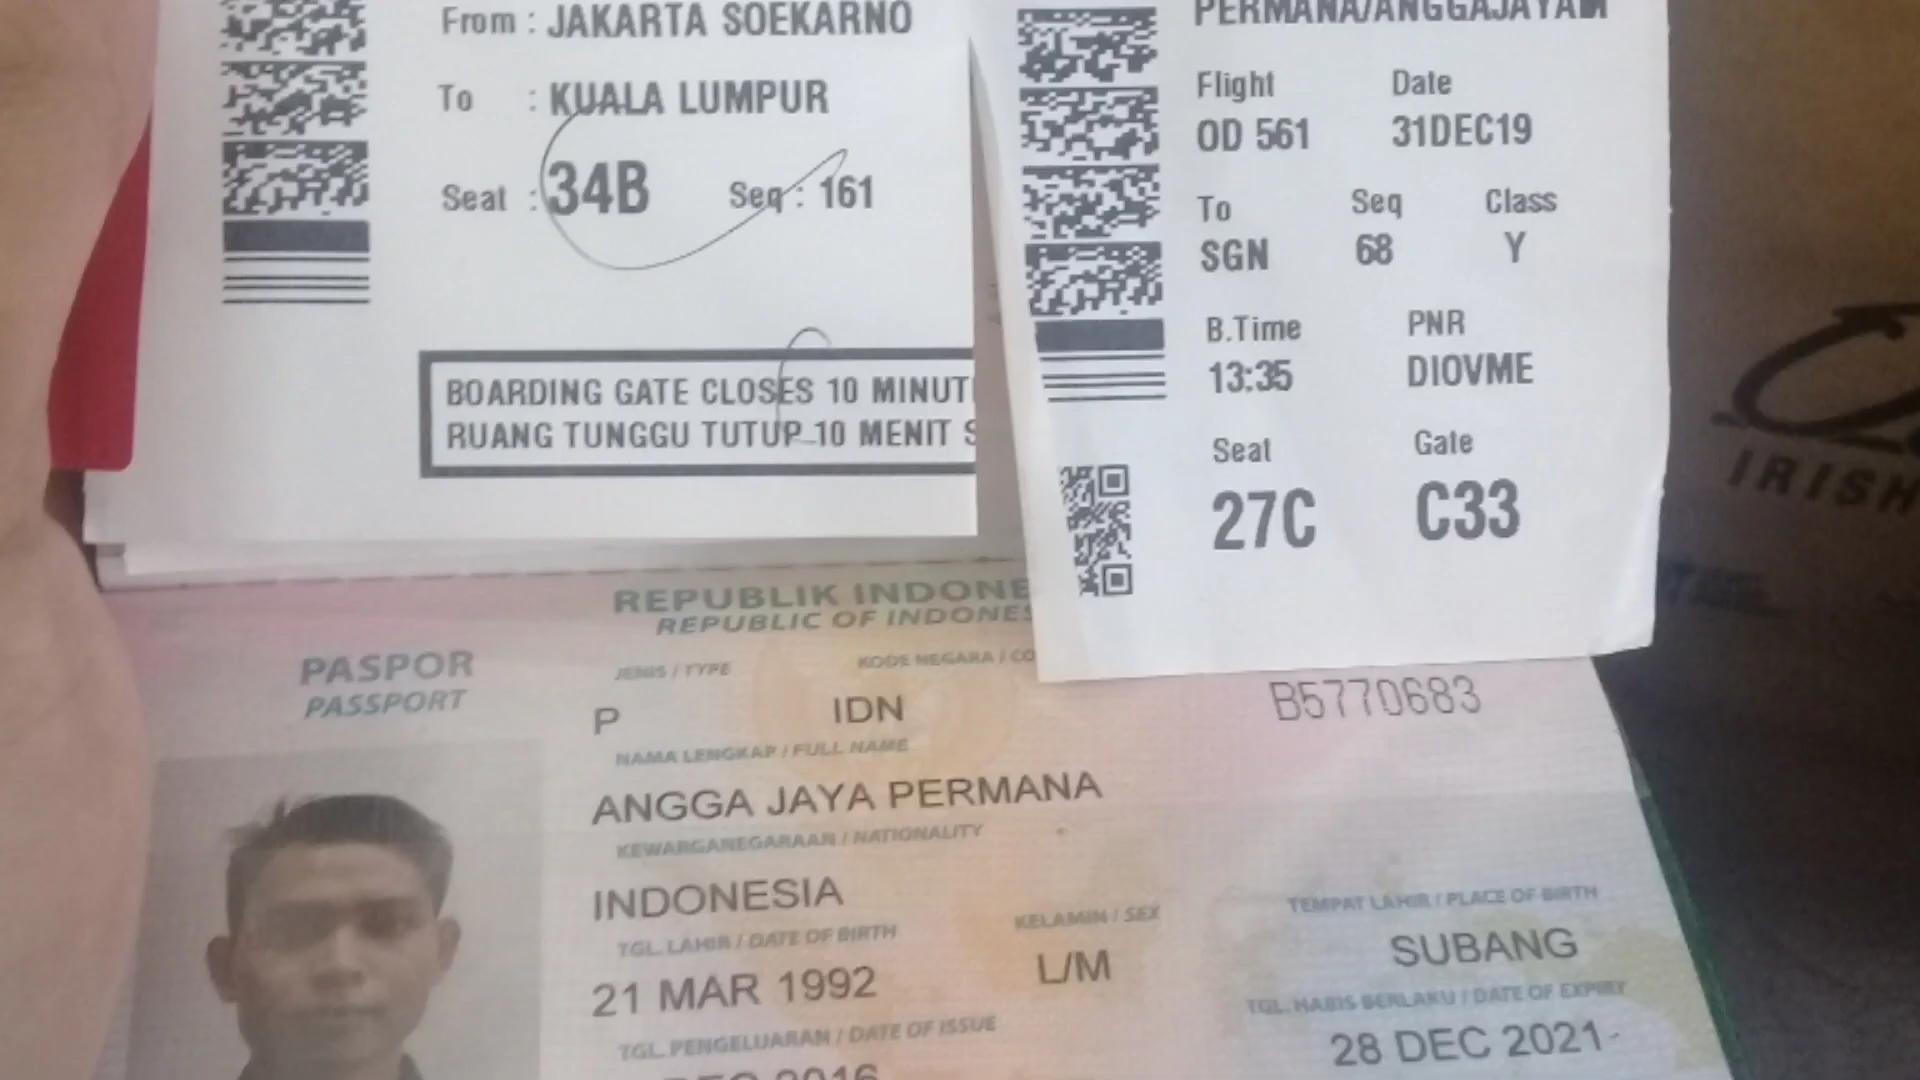 From : JAKARTA SOEKARNO
To : KUALA LUMPUR
Seat : 34B Seq : 161
BOARDING GATE CLOSES 10 MINUT
RUANG TUNGGU TUTUP 10 MENIT S
PERMANA/ANGGAJAYAM
Flight Date
OD 561 31DEC19
To Seq Class
SGN 68 Y
B.Time PNR
13:35 DIOVME
Seat Gate
27C C33
IRISH
REPUBLIK INDONE
REPUBLIC OF INDONES
PASPOR
PASSPORT
JENIS / TYPE KODE NEGARA / CO
P IDN B5770683
NAMA LENGKAP / FULL NAME
ANGGA JAYA PERMANA
KEWARGANEGARAAN / NATIONALITY
INDONESIA
TGL. LAHIR / DATE OF BIRTH KELAMIN / SEX TEMPAT LAHIR / PLACE OF BIRTH
21 MAR 1992 L/M SUBANG
TGL. PENGELUARAN / DATE OF ISSUE TGL. HABIS BERLAKU / DATE OF EXPIRY
DEC 2016 28 DEC 2021